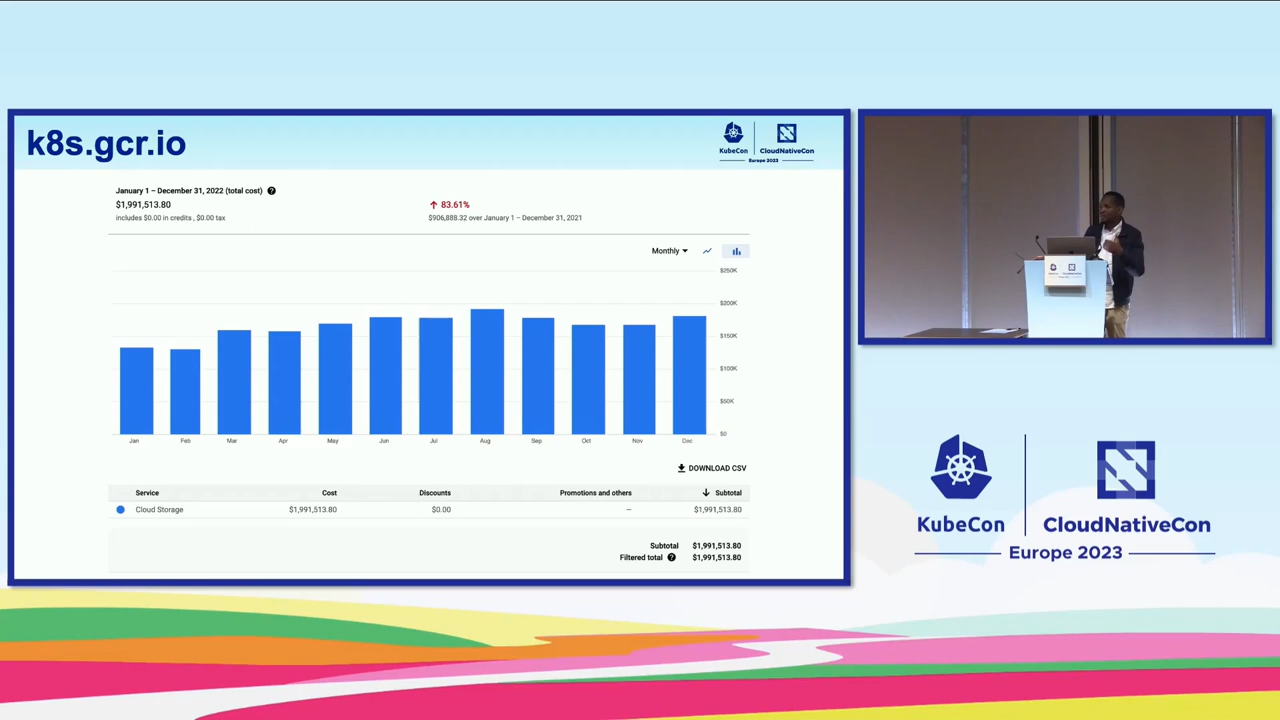 k8s.gcr.io
KubeCon
CloudNativeCon
Europe 2023
January 1 – December 31, 2022 (total cost)
$1,991,513.80
includes $0.00 in credits , $0.00 tax
83.61%
$906,888.32 over January 1 – December 31, 2021
Monthly
$250K
$200K
$150K
$100K
$50K
$0
Jan Feb Mar Apr May Jun Jul Aug Sep Oct Nov Dec
DOWNLOAD CSV
Service Cost Discounts Promotions and others Subtotal
Cloud Storage $1,991,513.80 $0.00 — $1,991,513.80
Subtotal $1,991,513.80
Filtered total $1,991,513.80
KubeCon
CloudNativeCon
Europe 2023